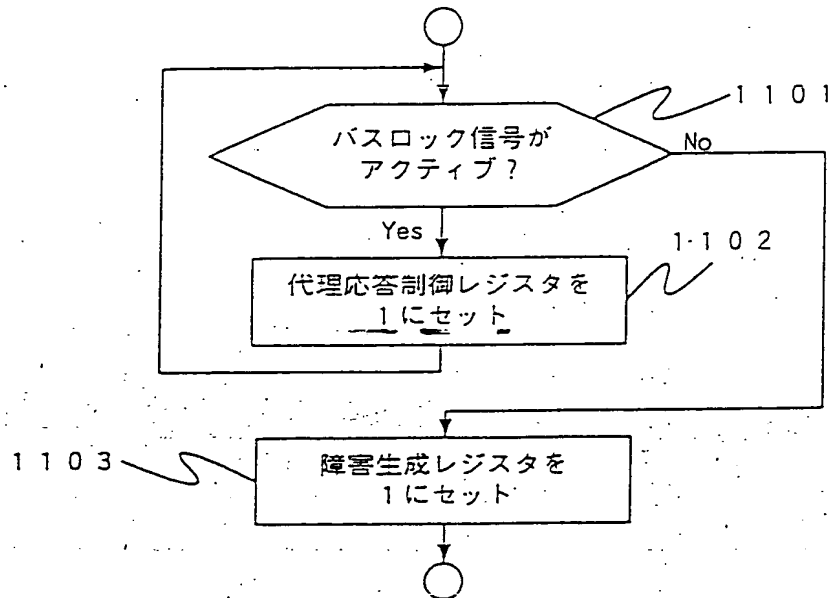 1101
バスロック信号が
アクティブ?
No
Yes
1102
代理応答制御レジスタを
1にセット
1103
障害生成レジスタを
1にセット